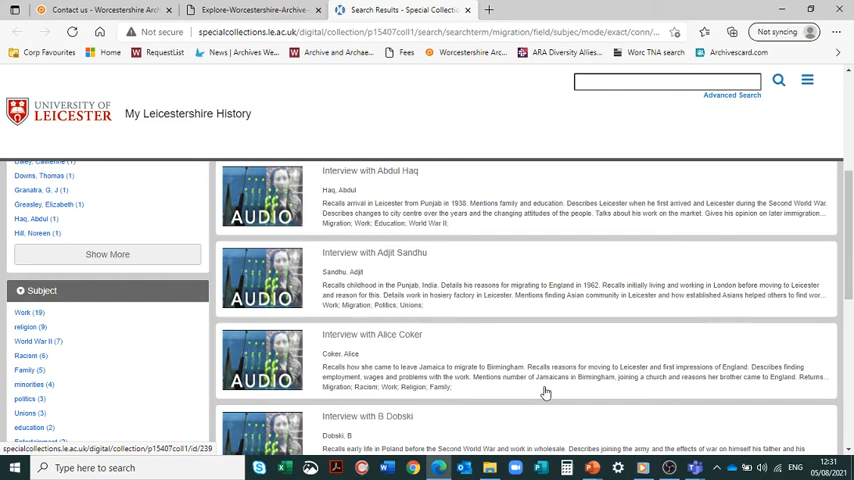 Contact us - Worcestershire Arch
Explore-Worcestershire-Archive-
Search Results - Special Collecti
Not secure
specialcollections.le.ac.uk/digital/collection/p15407coll1/search/searchterm/migration/field/subjec/mode/exact/conn/...
Not syncing
Corp Favourites
Home
RequestList
News | Archives We...
Archive and Archae...
Fees
Worcestershire Arc...
ARA Diversity Allies...
Worc TNA search
Archivescard.com
Advanced Search
UNIVERSITY OF
LEICESTER
My Leicestershire History
Daley, Catherine (1)
Downs, Thomas (1)
Granatra, G, J (1)
Greasley, Elizabeth (1)
Haq, Abdul (1)
Hill, Noreen (1)
Show More
Subject
Work (19)
religion (9)
World War II (7)
Racism (6)
Family (5)
minorities (4)
politics (3)
Unions (3)
education (2)
AUDIO
Interview with Abdul Haq
Haq, Abdul
Recalls arrival in Leicester from Punjab in 1938. Mentions family and education. Describes Leicester when he first arrived and Leicester during the Second World War.
Describes changes to city centre over the years and the changing attitudes of the people. Talks about his work on the market. Gives his opinion on later immigration...
Migration; Work; Education; World War II;
AUDIO
Interview with Adjit Sandhu
Sandhu, Adjit
Recalls childhood in the Punjab, India. Details his reasons for migrating to England in 1962. Recalls initially living and working in London before moving to Leicester
and reason for this. Details work in hosiery factory in Leicester. Mentions finding Asian community in Leicester and how established Asians helped others to find wor...
Work; Migration; Politics; Unions;
AUDIO
Interview with Alice Coker
Coker, Alice
Recalls how she came to leave Jamaica to migrate to Birmingham. Recalls reasons for moving to Leicester and first impressions of England. Describes finding
employment, wages and problems with the work. Mentions number of Jamaicans in Birmingham, joining a church and reasons her brother came to England. Returns...
Migration; Racism; Work; Religion; Family;
Interview with B Dobski
Dobski, B
Recalls early life in Poland before the Second World War and work in wholesale. Describes joining the army and the effects of war on himself and his
specialcollections.le.ac.uk/digital/collection/p15407coll1/id/239
Type here to search
ENG
12:31
05/08/2021